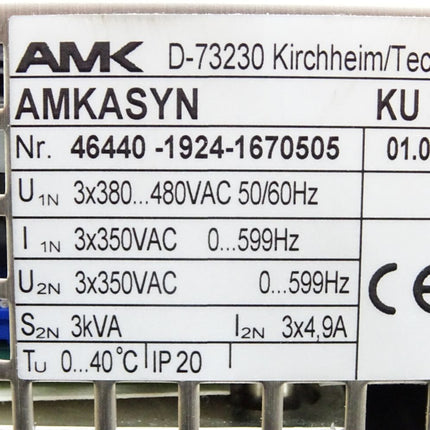 AMK D-73230 Kirchheim/Tec
AMKASYN KU
Nr. 46440 -1924-1670505 01.0
U1N 3x380...480VAC 50/60Hz
I 1N 3x350VAC 0...599Hz
U2N 3x350VAC 0...599Hz
CE
S2N 3kVA I2N 3x4,9A
TU 0...40°C IP 20